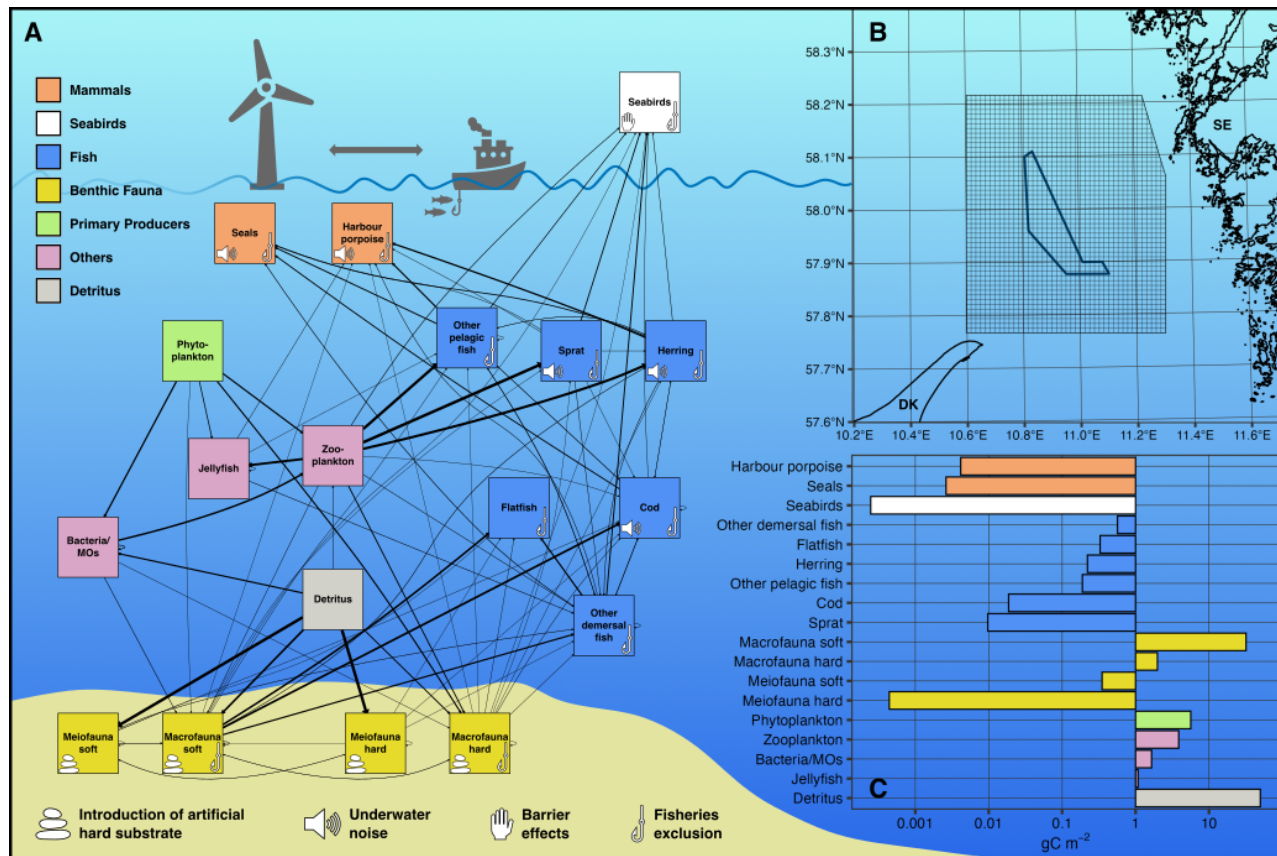 A
Mammals
Seabirds
Fish
Benthic Fauna
Primary Producers
Others
Detritus
Seabirds
Seals
Harbour
porpoise
Phyto-
plankton
Other
pelagic
fish
Sprat
Herring
Jellyfish
Zoo-
plankton
Flatfish
Cod
Bacteria/
MOs
Detritus
Other
demersal
fish
Meiofauna
soft
Macrofauna
soft
Meiofauna
hard
Macrofauna
hard
Introduction of artificial
hard substrate
Underwater
noise
Barrier
effects
Fisheries
exclusion
B
58.3°N
58.2°N
58.1°N
58.0°N
57.9°N
57.8°N
57.7°N
57.6°N
SE
DK
10.2 10.4 10.6 10.8 11.0 11.2 11.4 11.6
Harbour porpoise
Seals
Seabirds
Other demersal fish
Flatfish
Herring
Other pelagic fish
Cod
Sprat
Macrofauna soft
Macrofauna hard
Meiofauna soft
Meiofauna hard
Phytoplankton
Zooplankton
Bacteria/MOs
Jellyfish
Detritus
C
0.001 0.01 0.1 1 10
gC m⁻²